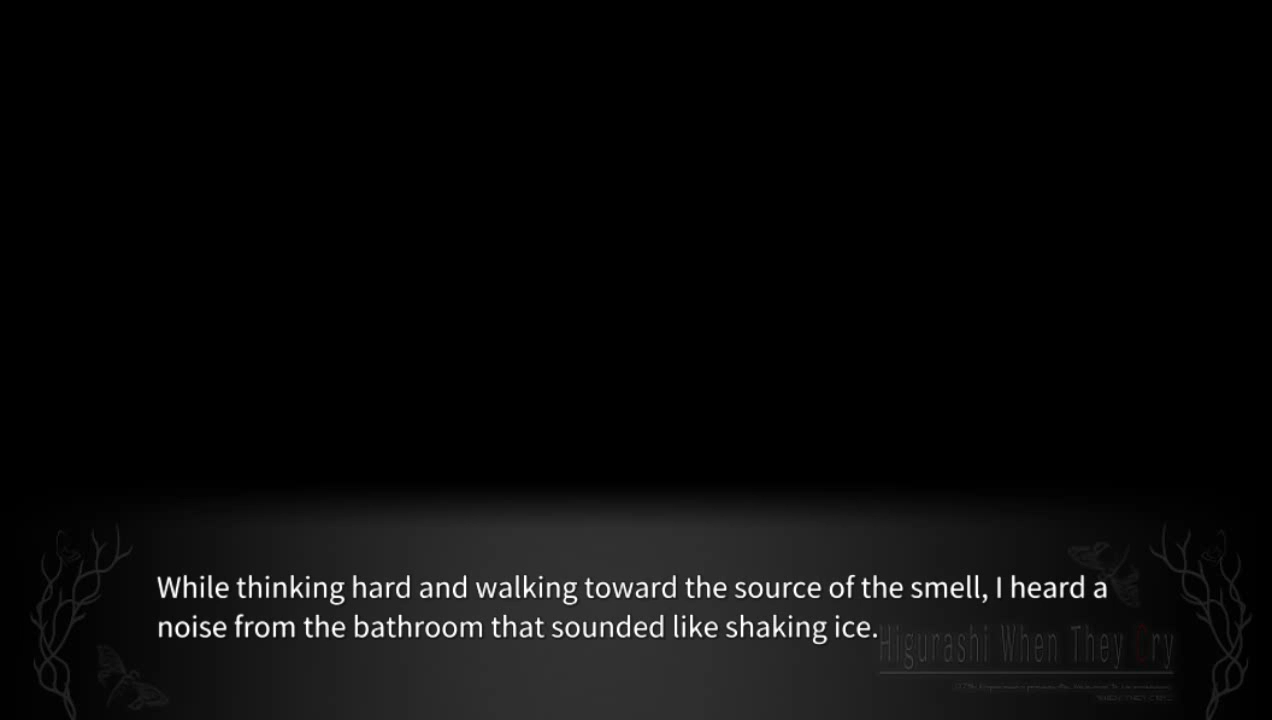 While thinking hard and walking toward the source of the smell, I heard a
noise from the bathroom that sounded like shaking ice.
Higurashi When They Cry